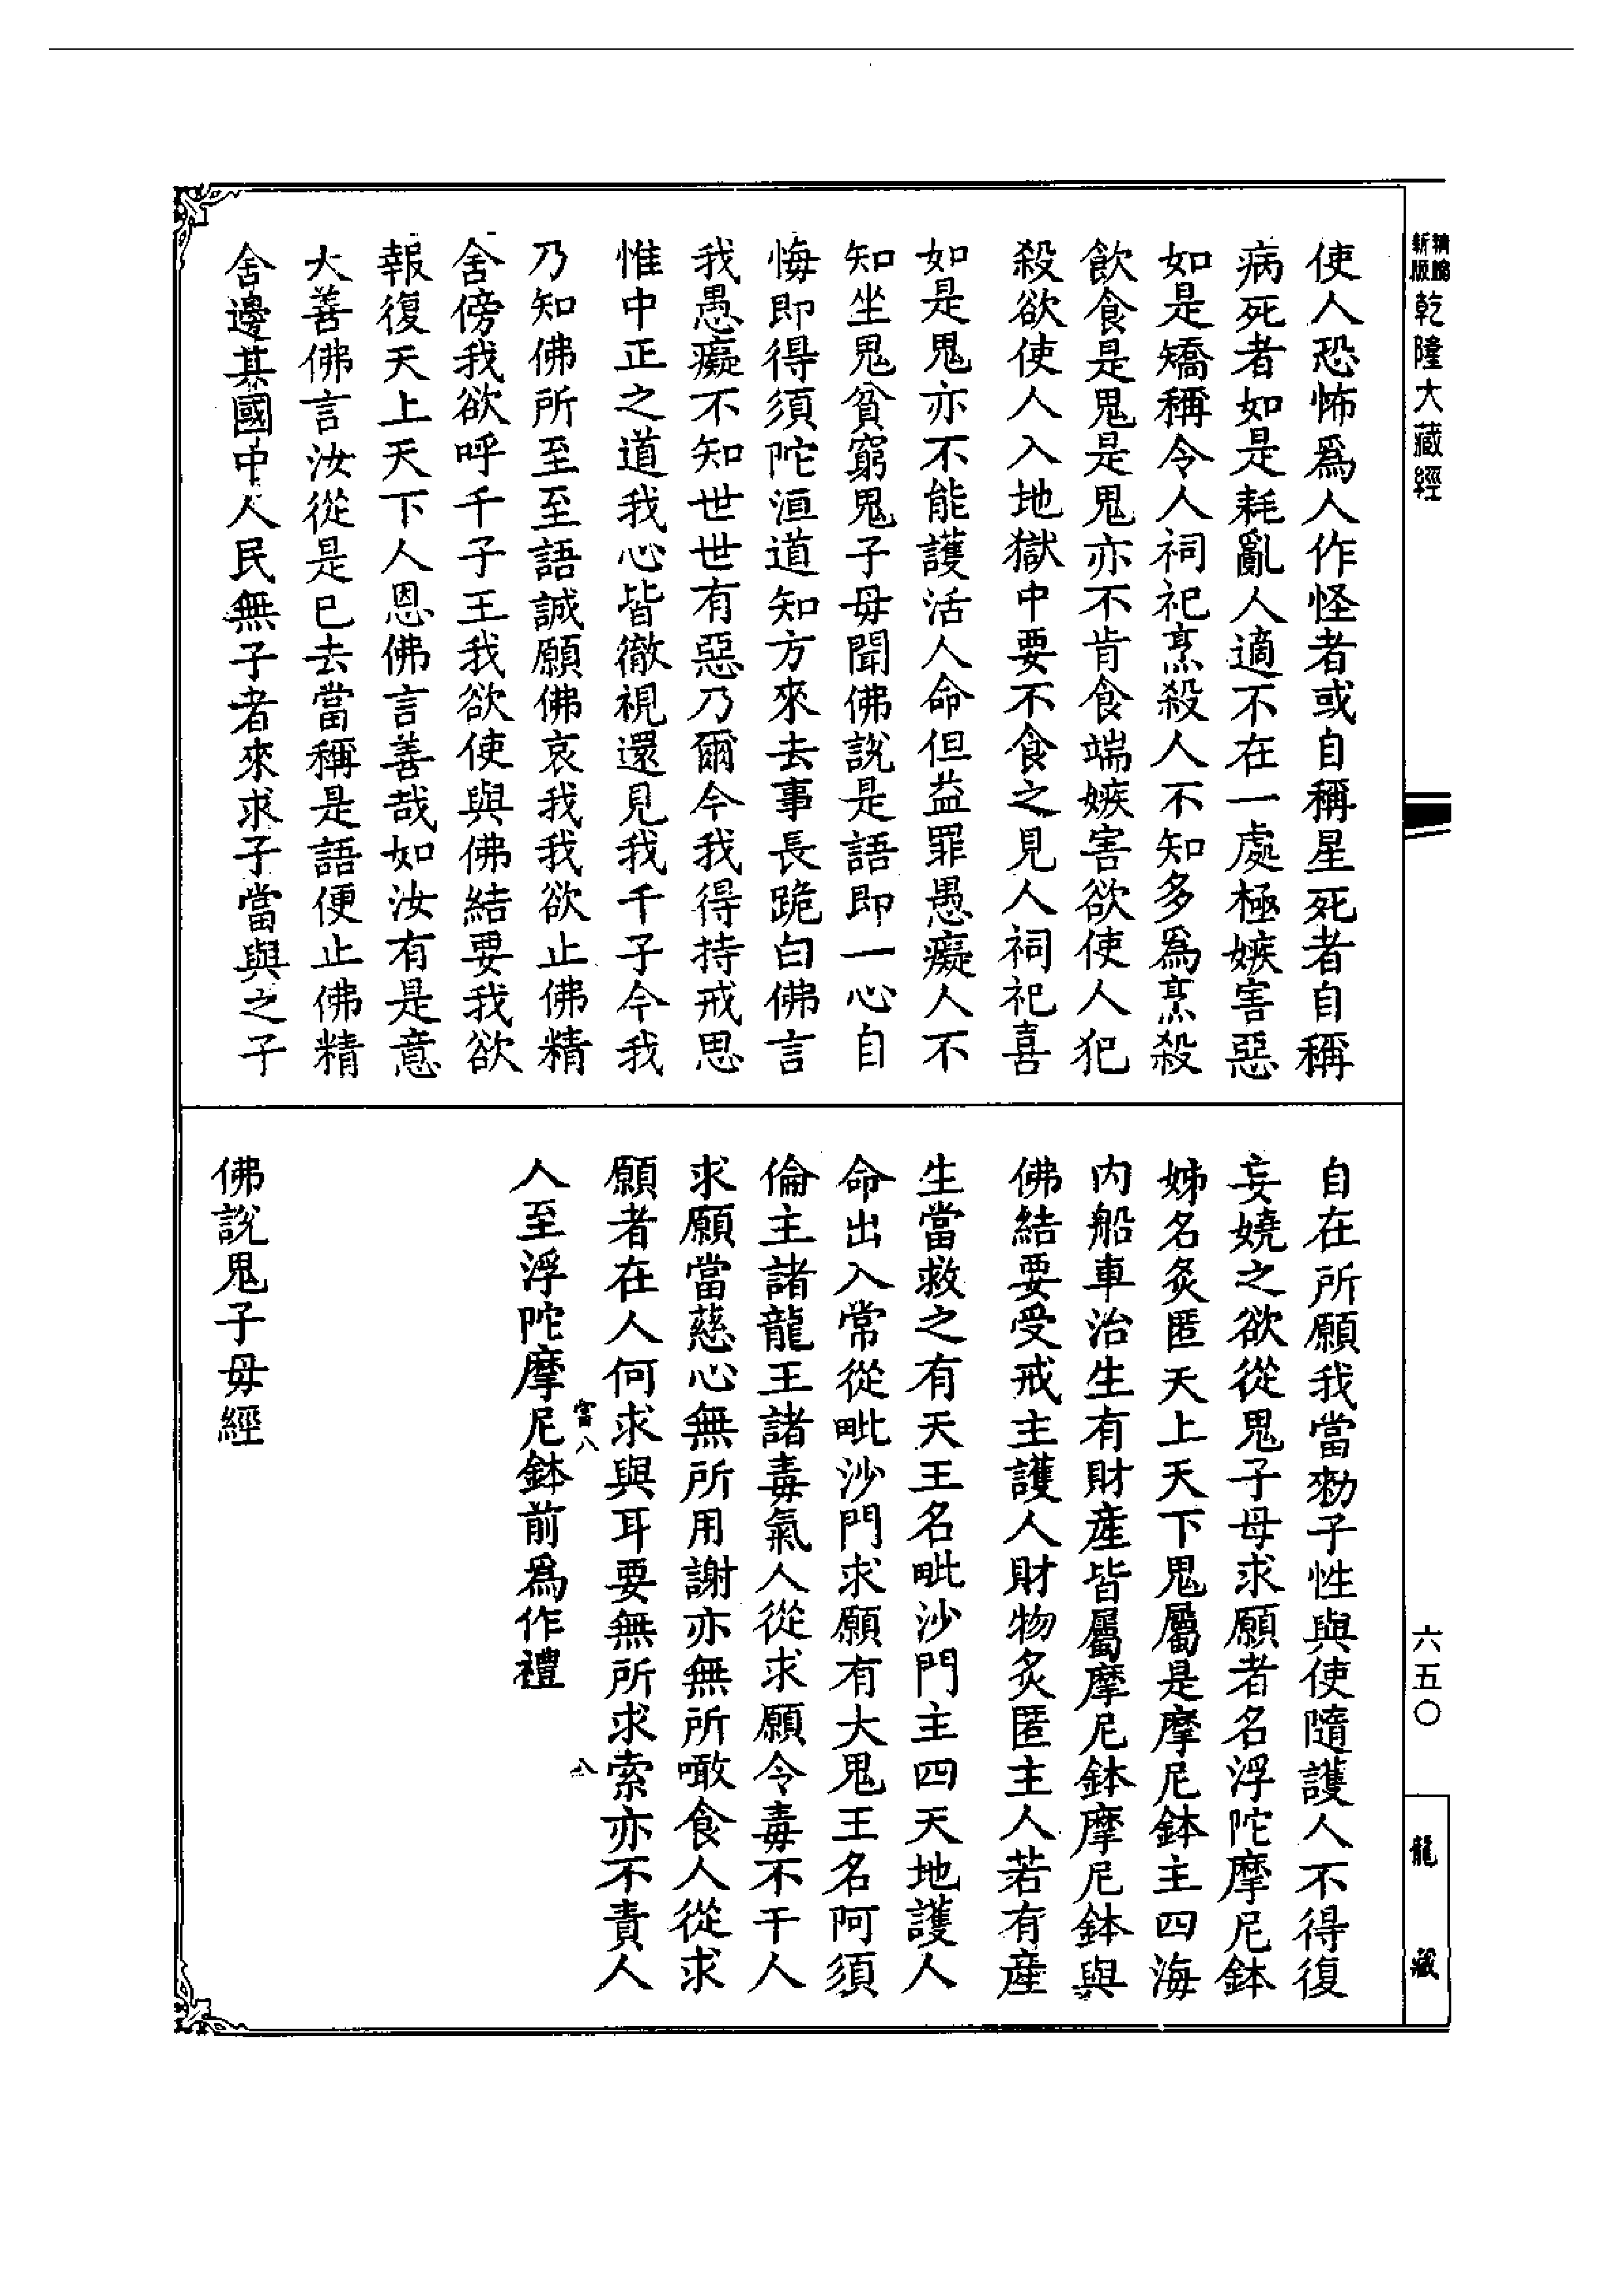 精縮新版乾隆大藏經
使人恐怖爲人作怪者或自稱星死者自稱
病死者如是耗亂人適不在一處極嫉害惡
如是矯稱令人祠祀烹殺人不知多爲烹殺
飲食是鬼是鬼亦不肯食端嫉害欲使人犯
殺欲使人入地獄中要不食之見人祠祀喜
如是鬼亦不能護活人命但益罪愚癡人不
知坐鬼貧窮鬼子母聞佛說是語即一心自
悔即得須陀洹道知方來去事長跪白佛言
我愚癡不知世世有惡乃爾今我得持戒思
惟中正之道我心皆徹視還見我千子今我
乃知佛所至至語誠願佛哀我我欲止佛精
舍傍我欲呼千子王我欲使與佛結要我欲
報復天上天下人恩佛言善哉如汝有是意
大善佛言汝從是已去當稱是語便止佛精
舍邊其國中人民無子者來求子當與之子
自在所願我當勑子性與使隨護人不得復
妄嬈之欲從鬼子母求願者名浮陀摩尼鉢
姊名炙匿天上天下鬼屬是摩尼鉢主四海
内船車治生有財產皆屬摩尼鉢摩尼鉢與
佛結要受戒主護人財物炙匿主人若有產
生當救之有天王名毗沙門主四天地護人
命出入常從毗沙門求願有大鬼王名阿須
倫主諸龍王諸毒氣人從求願令毒不干人
求願當慈心無所用謝亦無所噉食人從求
願者在人何求與耳要無所求索亦不責人
當八
八
人至浮陀摩尼鉢前爲作禮
佛說鬼子母經
六五〇
龍藏